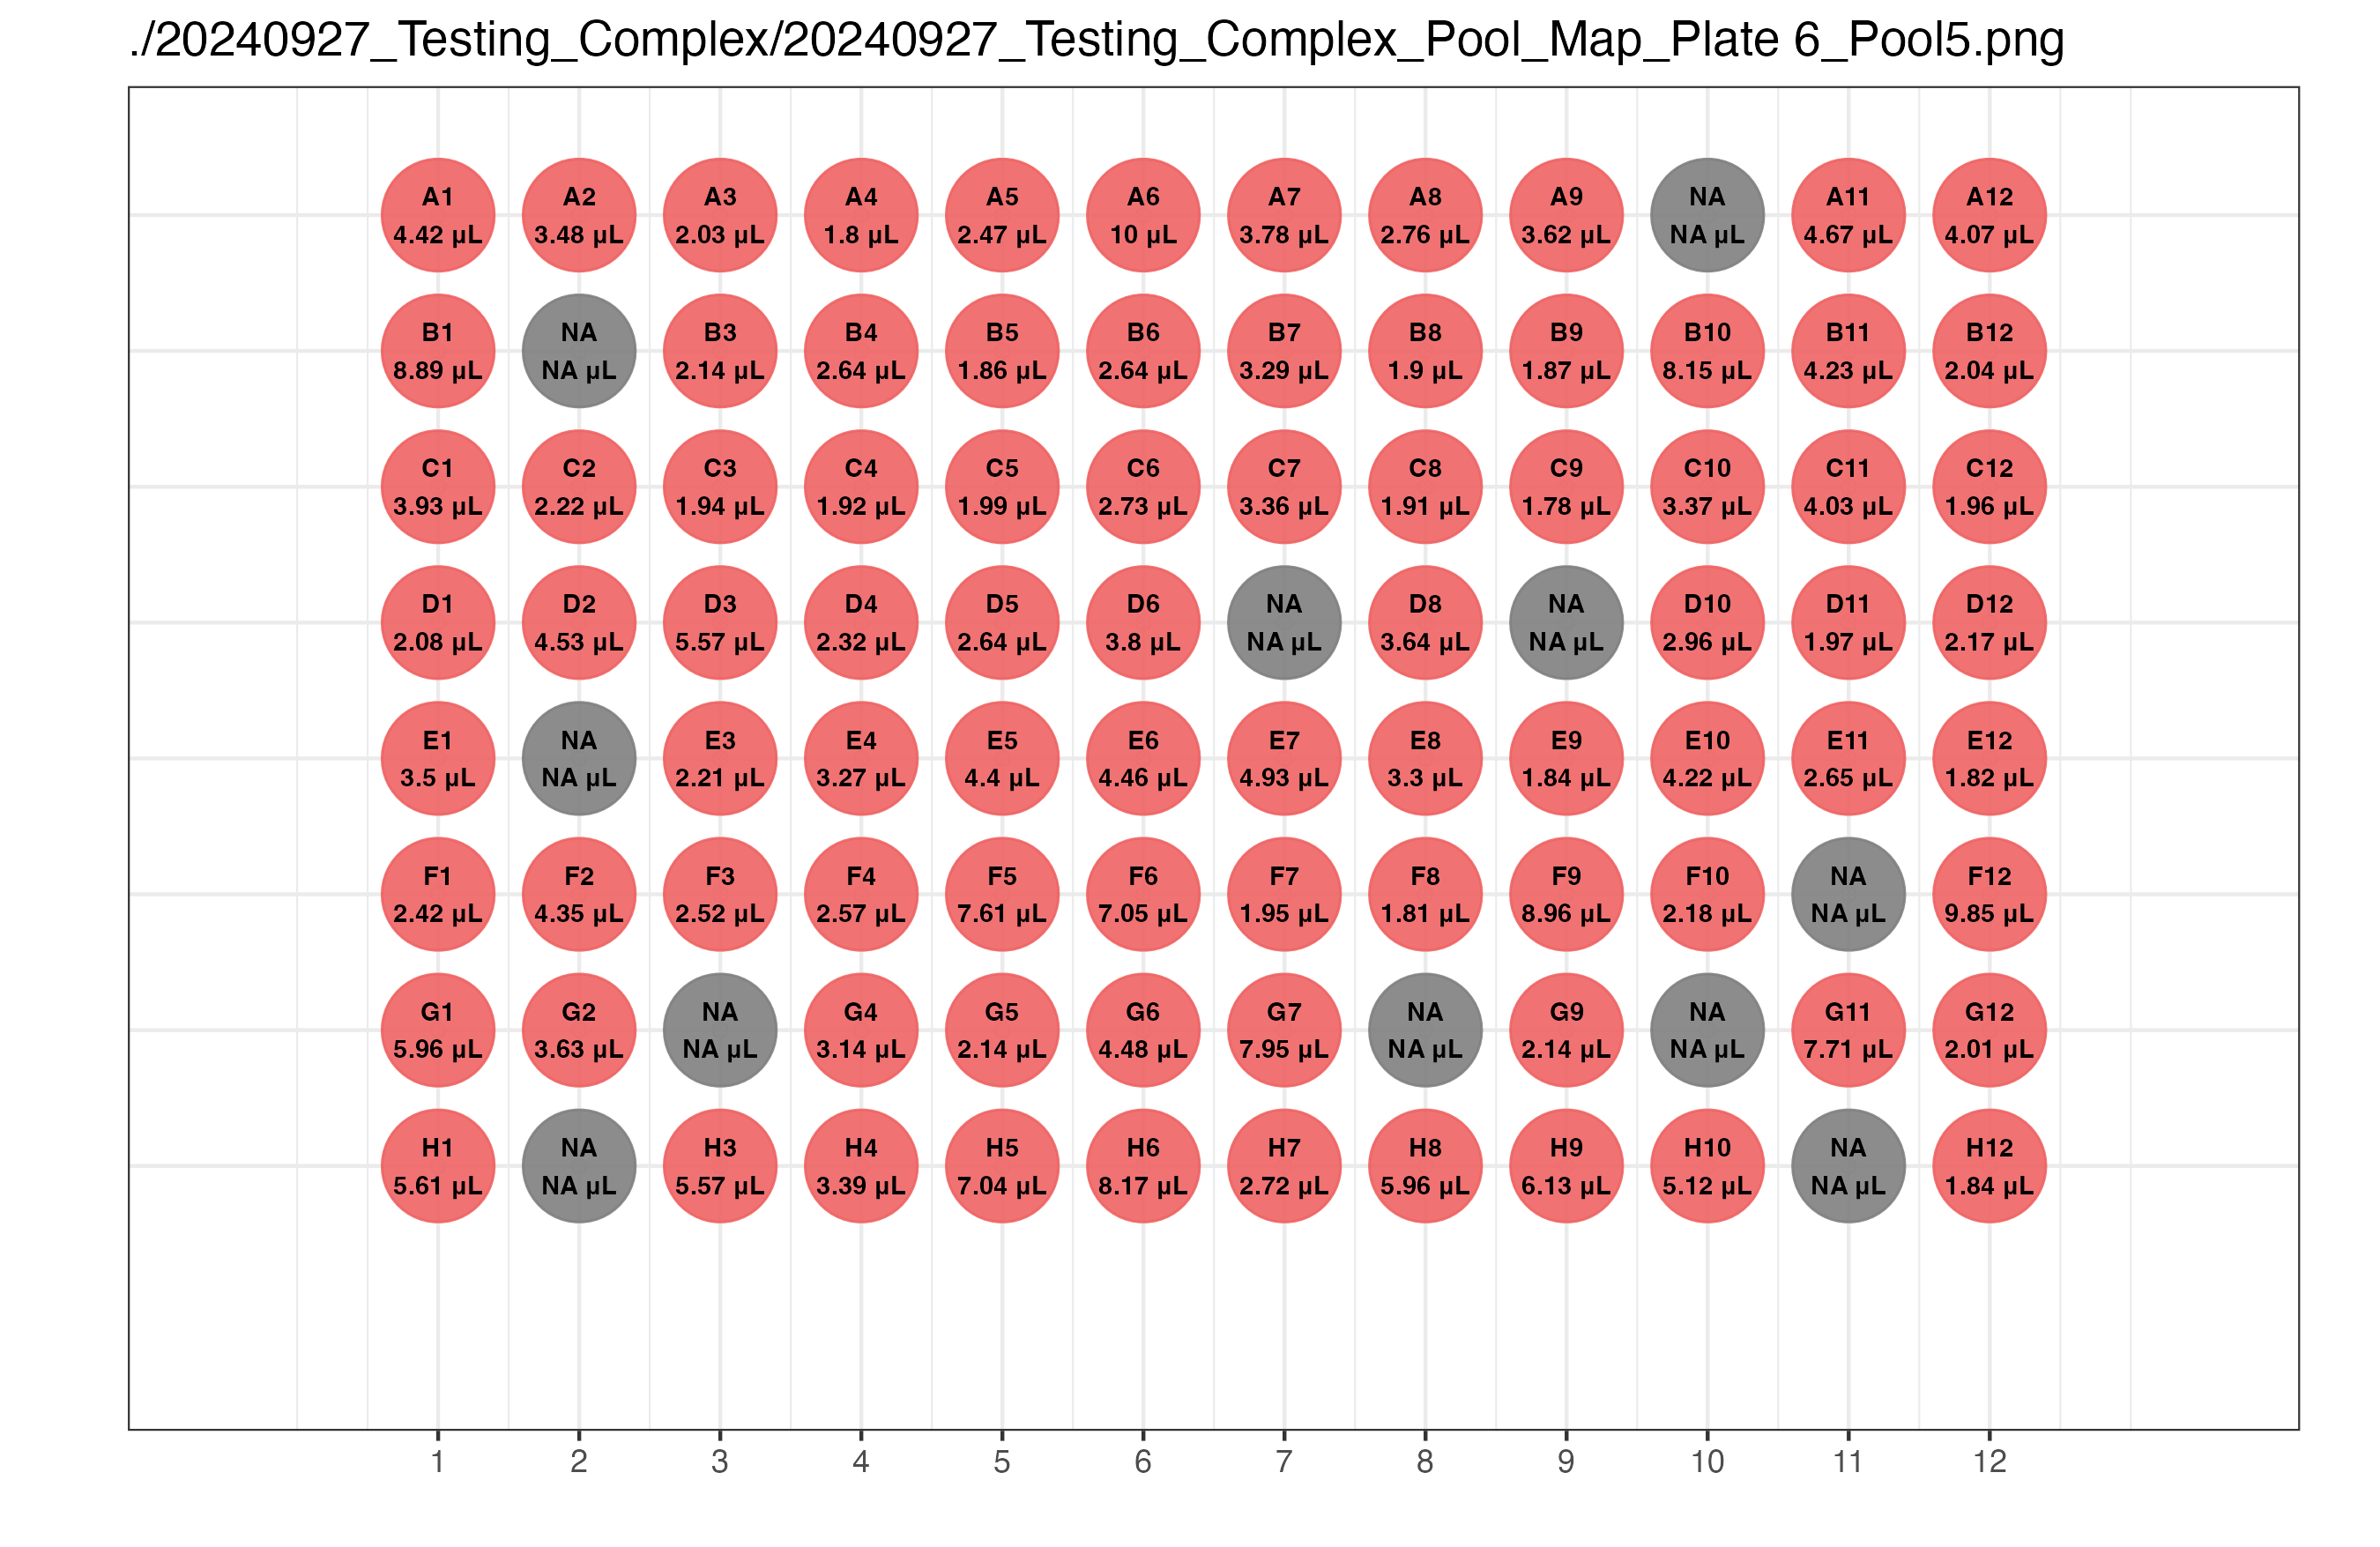 ./20240927_Testing_Complex/20240927_Testing_Complex_Pool_Map_Plate 6_Pool5.png
A1 A2 A3 A4 A5 A6 A7 A8 A9 NA A11 A12
4.42 µL 3.48 µL 2.03 µL 1.8 µL 2.47 µL 10 µL 3.78 µL 2.76 µL 3.62 µL NA µL 4.67 µL 4.07 µL
B1 NA B3 B4 B5 B6 B7 B8 B9 B10 B11 B12
8.89 µL NA µL 2.14 µL 2.64 µL 1.86 µL 2.64 µL 3.29 µL 1.9 µL 1.87 µL 8.15 µL 4.23 µL 2.04 µL
C1 C2 C3 C4 C5 C6 C7 C8 C9 C10 C11 C12
3.93 µL 2.22 µL 1.94 µL 1.92 µL 1.99 µL 2.73 µL 3.36 µL 1.91 µL 1.78 µL 3.37 µL 4.03 µL 1.96 µL
D1 D2 D3 D4 D5 D6 NA D8 NA D10 D11 D12
2.08 µL 4.53 µL 5.57 µL 2.32 µL 2.64 µL 3.8 µL NA µL 3.64 µL NA µL 2.96 µL 1.97 µL 2.17 µL
E1 NA E3 E4 E5 E6 E7 E8 E9 E10 E11 E12
3.5 µL NA µL 2.21 µL 3.27 µL 4.4 µL 4.46 µL 4.93 µL 3.3 µL 1.84 µL 4.22 µL 2.65 µL 1.82 µL
F1 F2 F3 F4 F5 F6 F7 F8 F9 F10 NA F12
2.42 µL 4.35 µL 2.52 µL 2.57 µL 7.61 µL 7.05 µL 1.95 µL 1.81 µL 8.96 µL 2.18 µL NA µL 9.85 µL
G1 G2 NA G4 G5 G6 G7 NA G9 NA G11 G12
5.96 µL 3.63 µL NA µL 3.14 µL 2.14 µL 4.48 µL 7.95 µL NA µL 2.14 µL NA µL 7.71 µL 2.01 µL
H1 NA H3 H4 H5 H6 H7 H8 H9 H10 NA H12
5.61 µL NA µL 5.57 µL 3.39 µL 7.04 µL 8.17 µL 2.72 µL 5.96 µL 6.13 µL 5.12 µL NA µL 1.84 µL
1 2 3 4 5 6 7 8 9 10 11 12